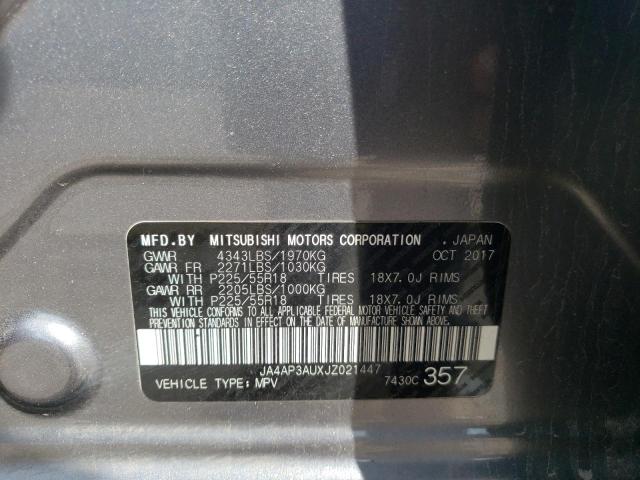 MFD.BY MITSUBISHI MOTORS CORPORATION . JAPAN
GVWR 4343LBS/1970KG OCT 2017
GAWR FR 2271LBS/1030KG
WITH P225/55R18 TIRES 18X7.0J RIMS
GAWR RR 2205LBS/1000KG
WITH P225/55R18 TIRES 18X7.0J RIMS
THIS VEHICLE CONFORMS TO ALL APPLICABLE FEDERAL MOTOR VEHICLE SAFETY AND THEFT
PREVENTION STANDARDS IN EFFECT ON THE DATE OF MANUFACTURE SHOWN ABOVE.
JA4AP3AUXJZ021447
VEHICLE TYPE: MPV 7430C 357